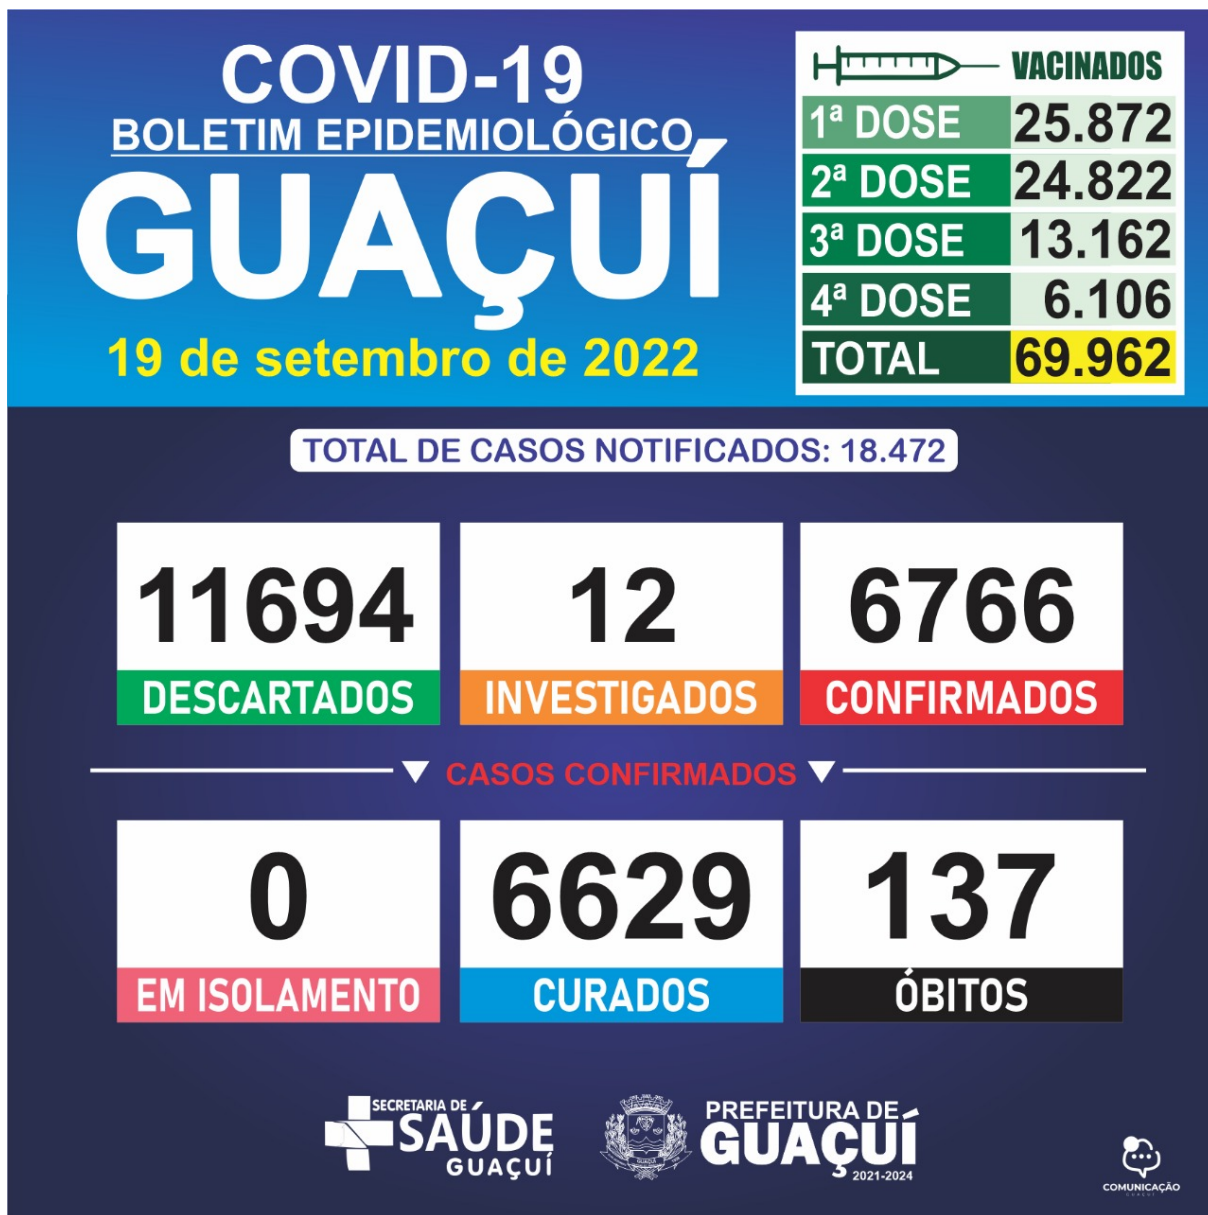 COVID-19
BOLETIM EPIDEMIOLÓGICO
GUAÇUÍ
19 de setembro de 2022
VACINADOS
1ª DOSE 25.872
2ª DOSE 24.822
3ª DOSE 13.162
4ª DOSE 6.106
TOTAL 69.962
TOTAL DE CASOS NOTIFICADOS: 18.472
11694 12 6766
DESCARTADOS INVESTIGADOS CONFIRMADOS
CASOS CONFIRMADOS
0 6629 137
EM ISOLAMENTO CURADOS ÓBITOS
SECRETARIA DE
SAÚDE
GUAÇUÍ
PREFEITURA DE
GUAÇUÍ
2021-2024
COMUNICAÇÃO
GUAÇUÍ